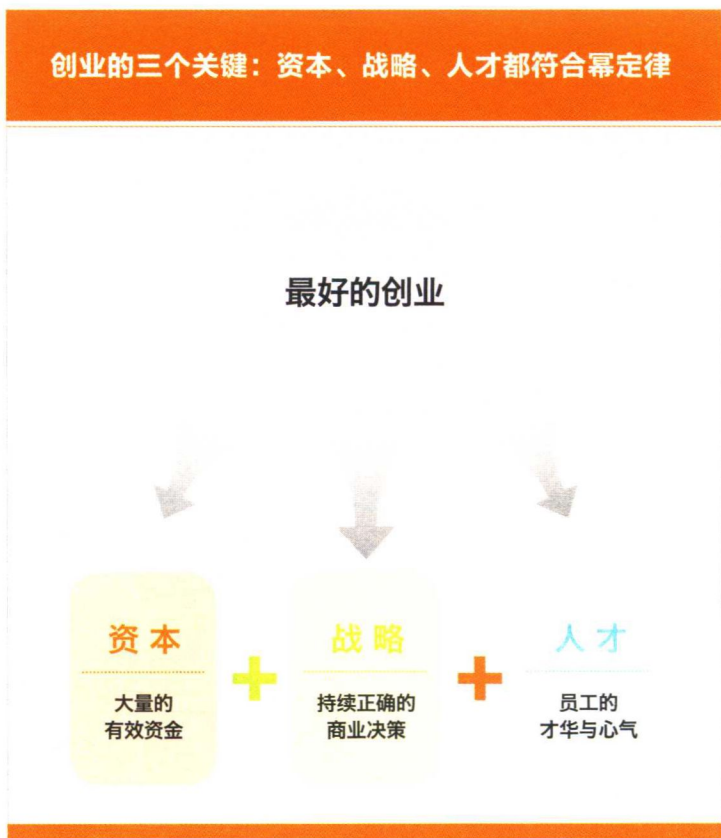 创业的三个关键：资本、战略、人才都符合幂定律
最好的创业
资本
大量的
有效资金
+
战略
持续正确的
商业决策
+
人才
员工的
才华与心气